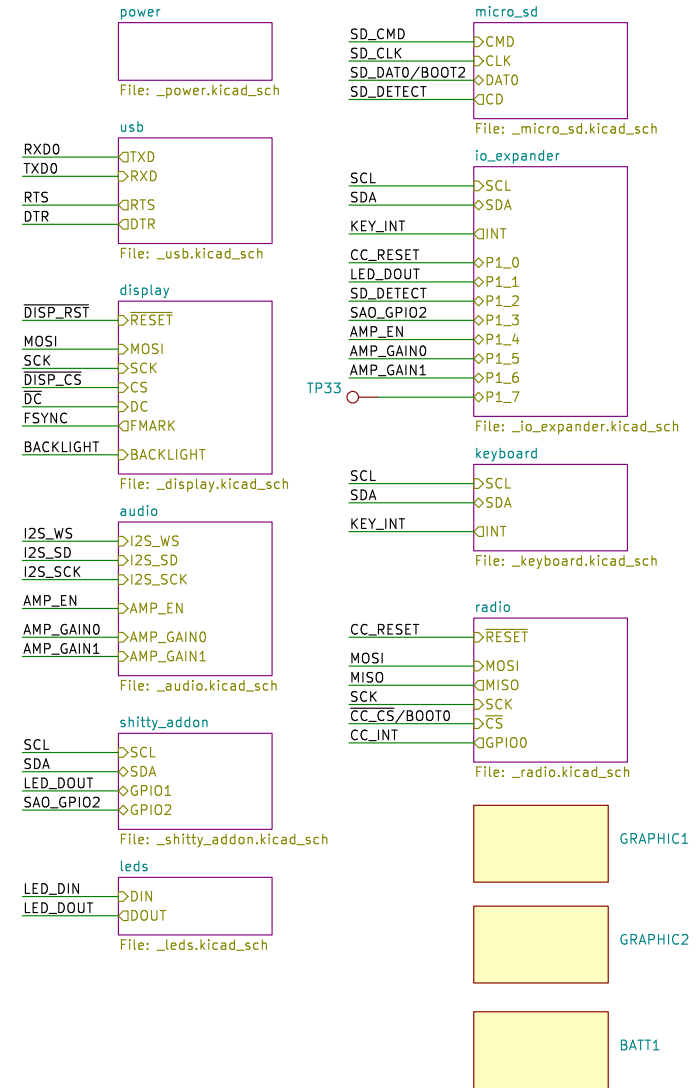 power
File: _power.kicad_sch
usb
RXD0 TXD
TXD0 RXD
RTS RTS
DTR DTR
File: _usb.kicad_sch
display
DISP_RST RESET
MOSI MOSI
SCK SCK
DISP_CS CS
DC DC
FSYNC FMARK
BACKLIGHT BACKLIGHT
File: _display.kicad_sch
audio
I2S_WS I2S_WS
I2S_SD I2S_SD
I2S_SCK I2S_SCK
AMP_EN AMP_EN
AMP_GAIN0 AMP_GAIN0
AMP_GAIN1 AMP_GAIN1
File: _audio.kicad_sch
shitty_addon
SCL SCL
SDA SDA
LED_DOUT GPIO1
SAO_GPIO2 GPIO2
File: _shitty_addon.kicad_sch
leds
LED_DIN DIN
LED_DOUT DOUT
File: _leds.kicad_sch
micro_sd
SD_CMD CMD
SD_CLK CLK
SD_DAT0/BOOT2 DAT0
SD_DETECT CD
File: _micro_sd.kicad_sch
io_expander
SCL SCL
SDA SDA
KEY_INT INT
CC_RESET P1_0
LED_DOUT P1_1
SD_DETECT P1_2
SAO_GPIO2 P1_3
AMP_EN P1_4
AMP_GAIN0 P1_5
AMP_GAIN1 P1_6
TP33 P1_7
File: _io_expander.kicad_sch
keyboard
SCL SCL
SDA SDA
KEY_INT INT
File: _keyboard.kicad_sch
radio
CC_RESET RESET
MOSI MOSI
MISO MISO
SCK SCK
CC_CS/BOOT0 CS
CC_INT GPIO0
File: _radio.kicad_sch
GRAPHIC1
GRAPHIC2
BATT1